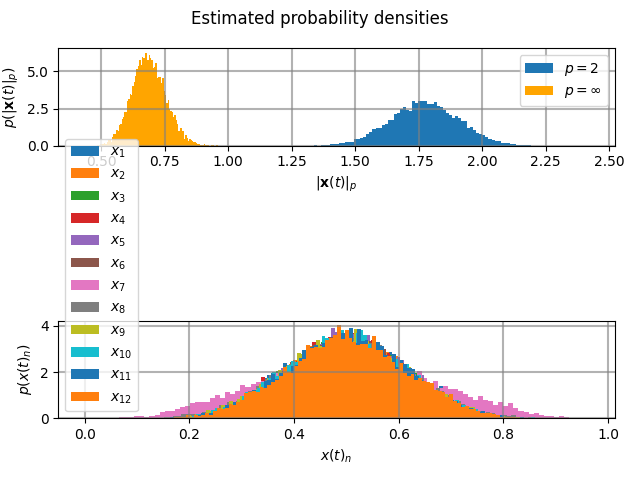 Estimated probability densities
p(|x(t)|_p)
5.0
2.5
0.0
p = 2
p = ∞
0.50 0.75 1.00 1.25 1.50 1.75 2.00 2.25 2.50
|x(t)|_p
x_1
x_2
x_3
x_4
x_5
x_6
x_7
x_8
x_9
x_10
x_11
x_12
p(x(t)_n)
4
2
0
0.0 0.2 0.4 0.6 0.8 1.0
x(t)_n